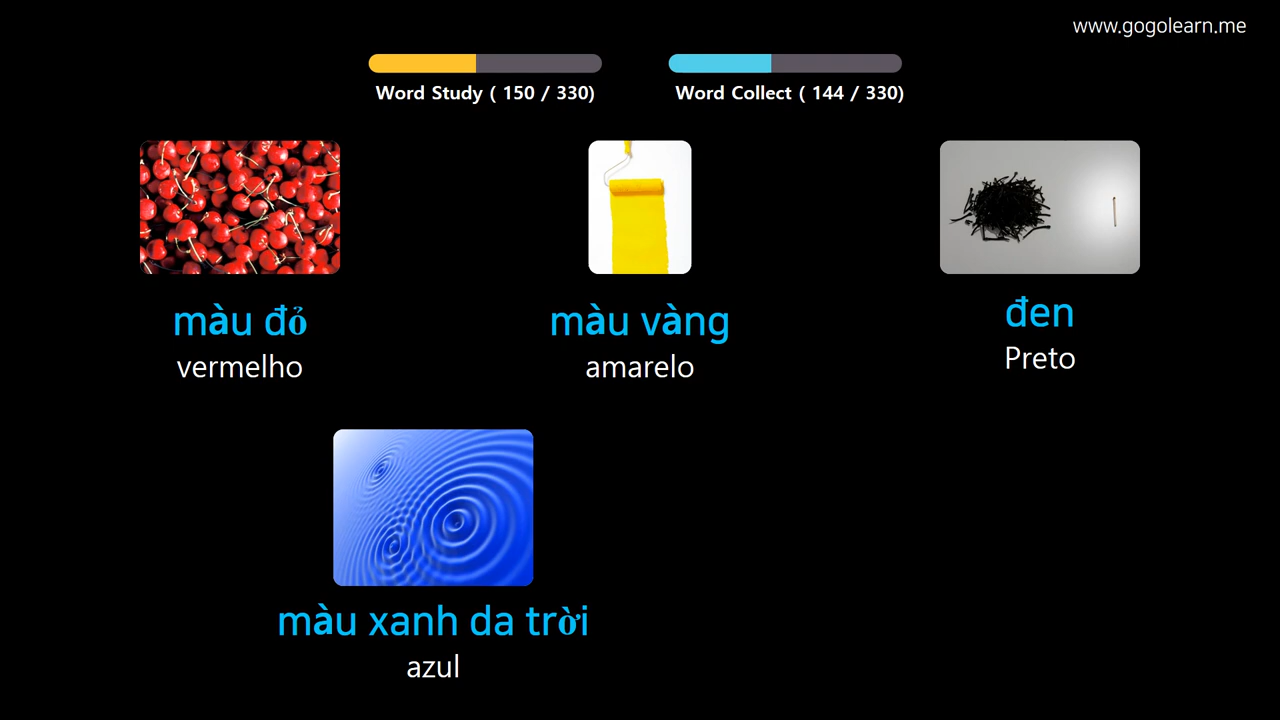 www.gogolearn.me
Word Study ( 150 / 330)
Word Collect ( 144 / 330)
màu đỏ
vermelho
màu vàng
amarelo
đen
Preto
màu xanh da trời
azul